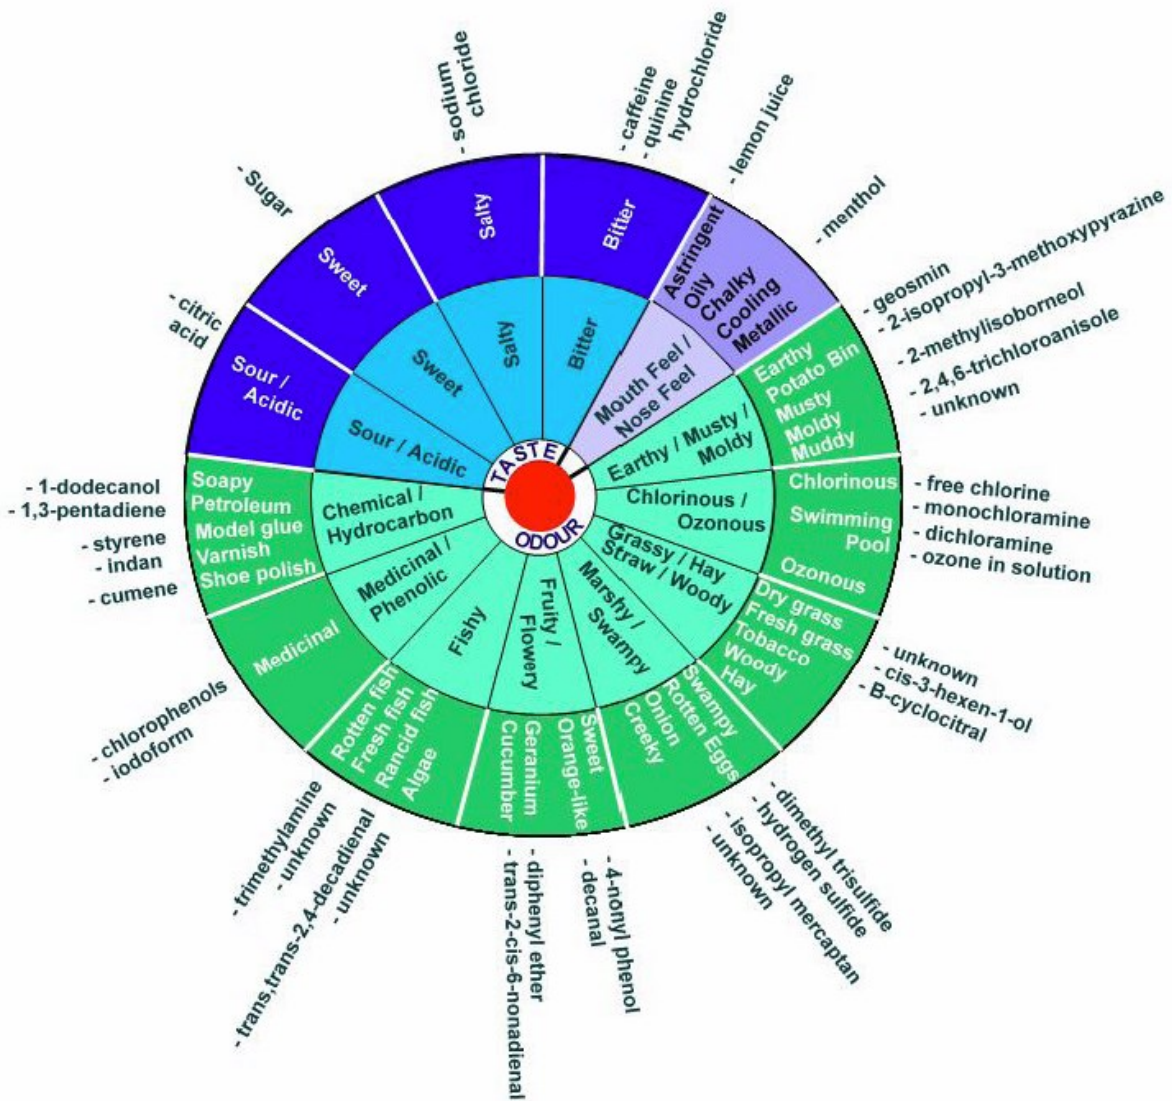 TASTE
ODOUR
Sour / Acidic
Sweet
Salty
Bitter
Mouth Feel /
Nose Feel
Earthy / Musty /
Moldy
Chlorinous /
Ozonous
Grassy / Hay
Straw / Woody
Marshy /
Swampy
Fruity /
Flowery
Fishy
Medicinal /
Phenolic
Chemical /
Hydrocarbon
Sour /
Acidic
- citric
acid
Sweet
- Sugar
Salty
- sodium
chloride
Bitter
- caffeine
- quinine
hydrochloride
Astringent
Oily
Chalky
Cooling
Metallic
- lemon juice
- menthol
Earthy
Potato Bin
Musty
Moldy
Muddy
- geosmin
- 2-isopropyl-3-methoxypyrazine
- 2-methylisoborneol
- 2,4,6-trichloroanisole
- unknown
Chlorinous
Swimming
Pool
Ozonous
- free chlorine
- monochloramine
- dichloramine
- ozone in solution
Dry grass
Fresh grass
Tobacco
Woody
Hay
- unknown
- cis-3-hexen-1-ol
- B-cyclocitral
Swampy
Rotten Eggs
Onion
Creeky
- dimethyl trisulfide
- hydrogen sulfide
- isopropyl mercaptan
- unknown
Sweet
Orange-like
Geranium
Cucumber
- 4-nonyl phenol
- decanal
- diphenyl ether
- trans-2-cis-6-nonadienal
Rotten fish
Fresh fish
Rancid fish
Algae
- trimethylamine
- unknown
- trans,trans-2,4-decadienal
- unknown
Medicinal
- chlorophenols
- iodoform
Soapy
Petroleum
Model glue
Varnish
Shoe polish
- 1-dodecanol
- 1,3-pentadiene
- styrene
- indan
- cumene